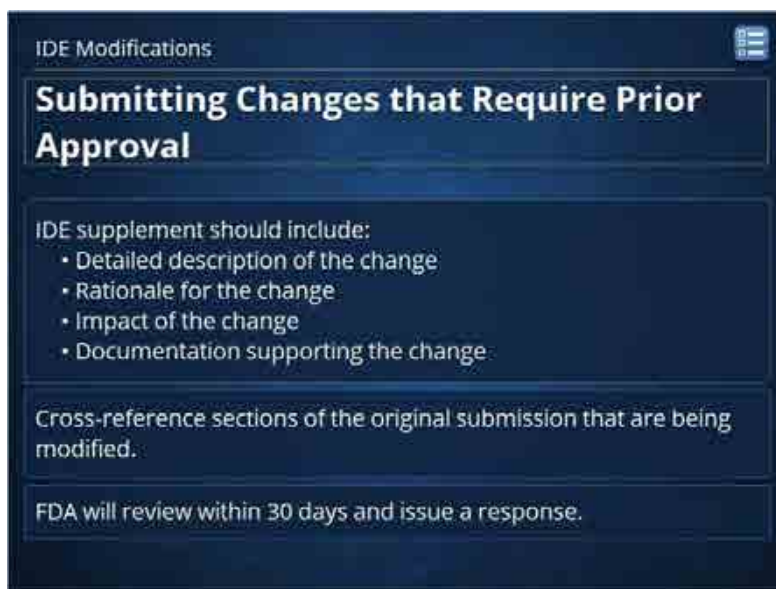 IDE Modifications
Submitting Changes that Require Prior
Approval
IDE supplement should include:
• Detailed description of the change
• Rationale for the change
• Impact of the change
• Documentation supporting the change
Cross-reference sections of the original submission that are being
modified.
FDA will review within 30 days and issue a response.